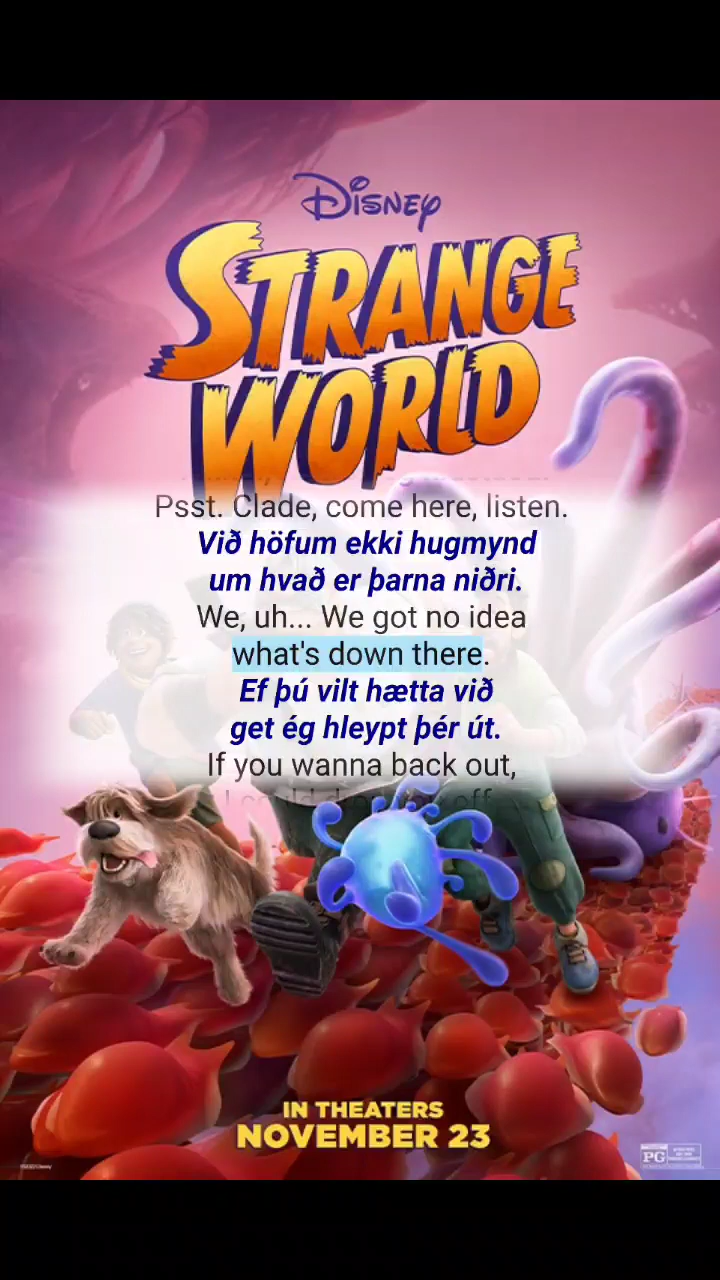 Disney
STRANGE
WORLD
Psst. Clade, come here, listen.
Við höfum ekki hugmynd
um hvað er þarna niðri.
We, uh... We got no idea
what's down there.
Ef þú vilt hætta við
get ég hleypt þér út.
If you wanna back out,
IN THEATERS
NOVEMBER 23
PG